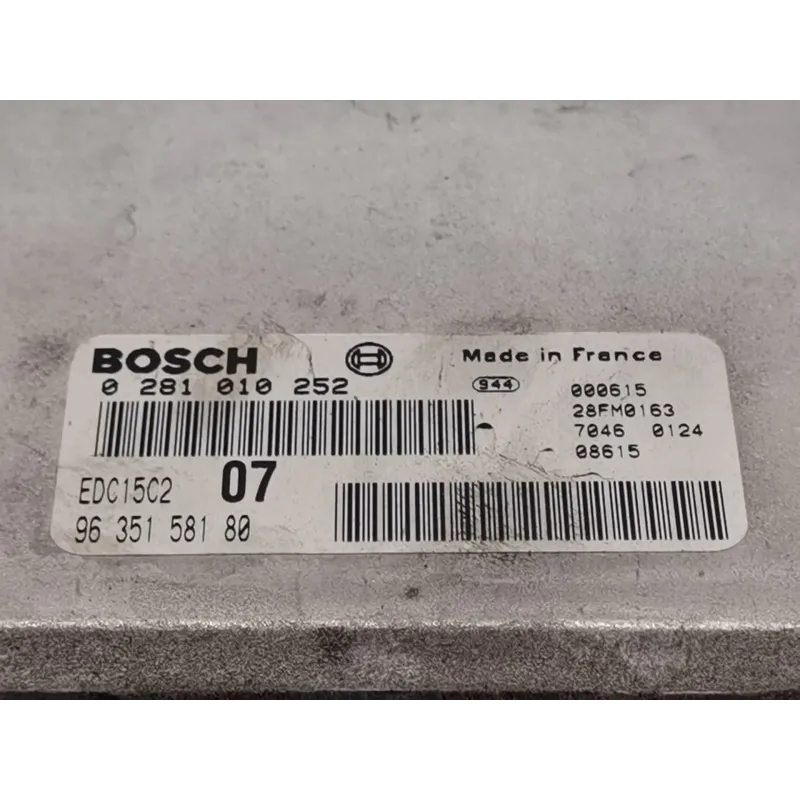 BOSCH
Made in France
0 281 010 252
944
000615
28FM0163
7046 0124
08615
EDC15C2 07
96 351 581 80